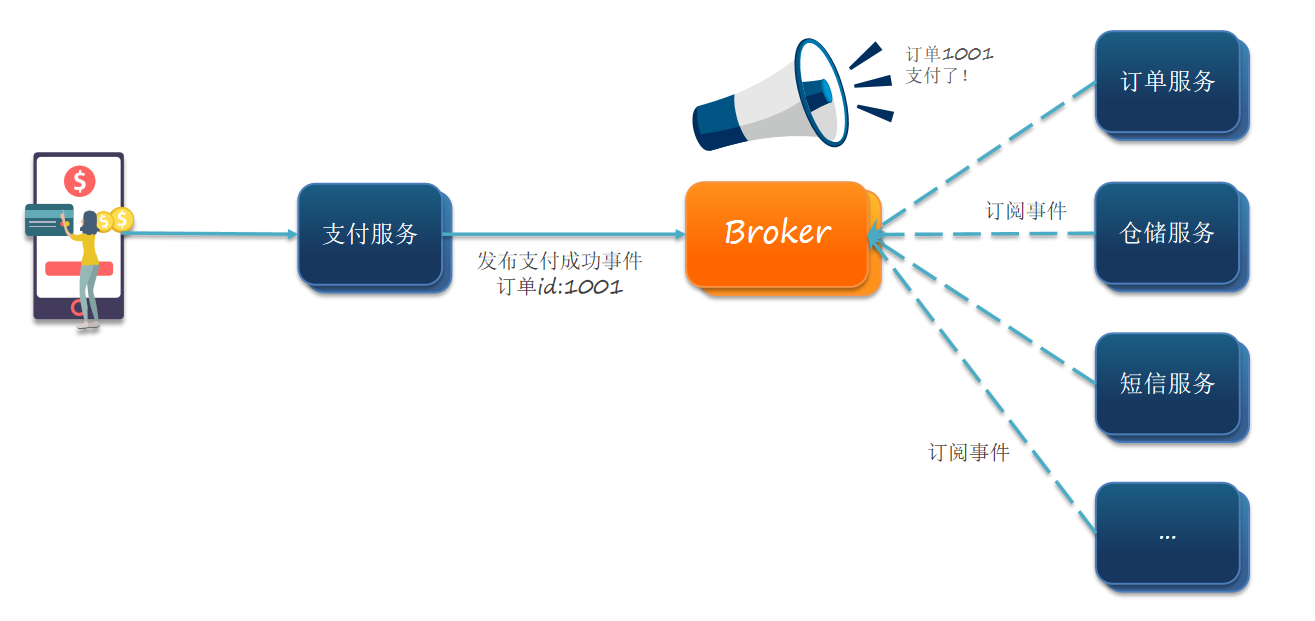 订单1001
支付了!
订单服务
$
$
$
支付服务
发布支付成功事件
订单id:1001
Broker
订阅事件
仓储服务
短信服务
订阅事件
...